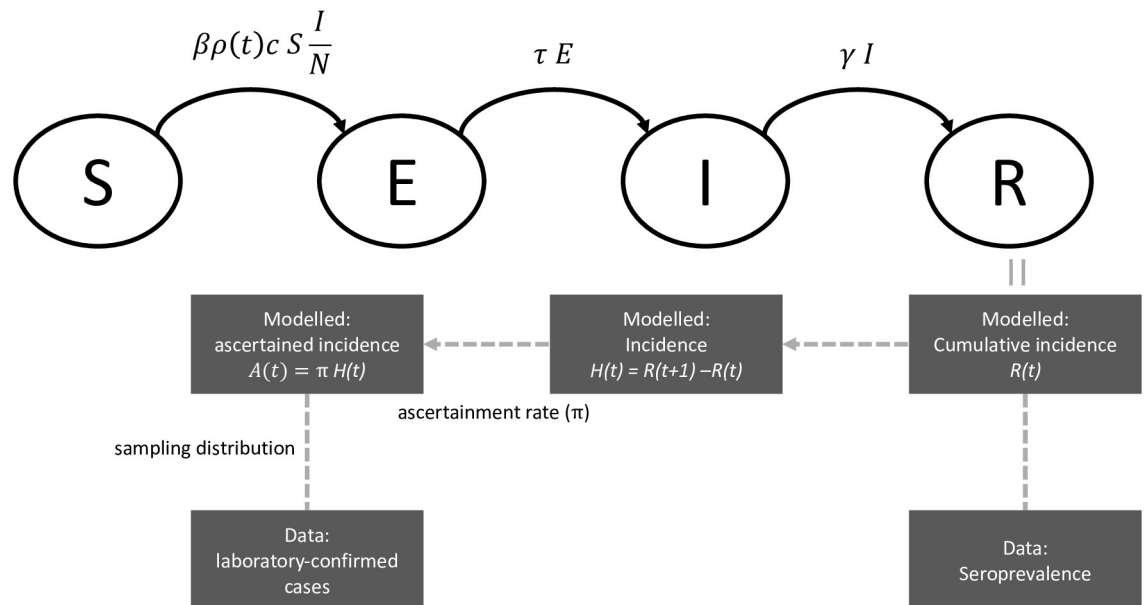 βρ(t)c S I/N
τ E
γ I
S
E
I
R
Modelled:
ascertained incidence
A(t) = π H(t)
Modelled:
Incidence
H(t) = R(t+1) –R(t)
Modelled:
Cumulative incidence
R(t)
ascertainment rate (π)
sampling distribution
Data:
laboratory-confirmed
cases
Data:
Seroprevalence